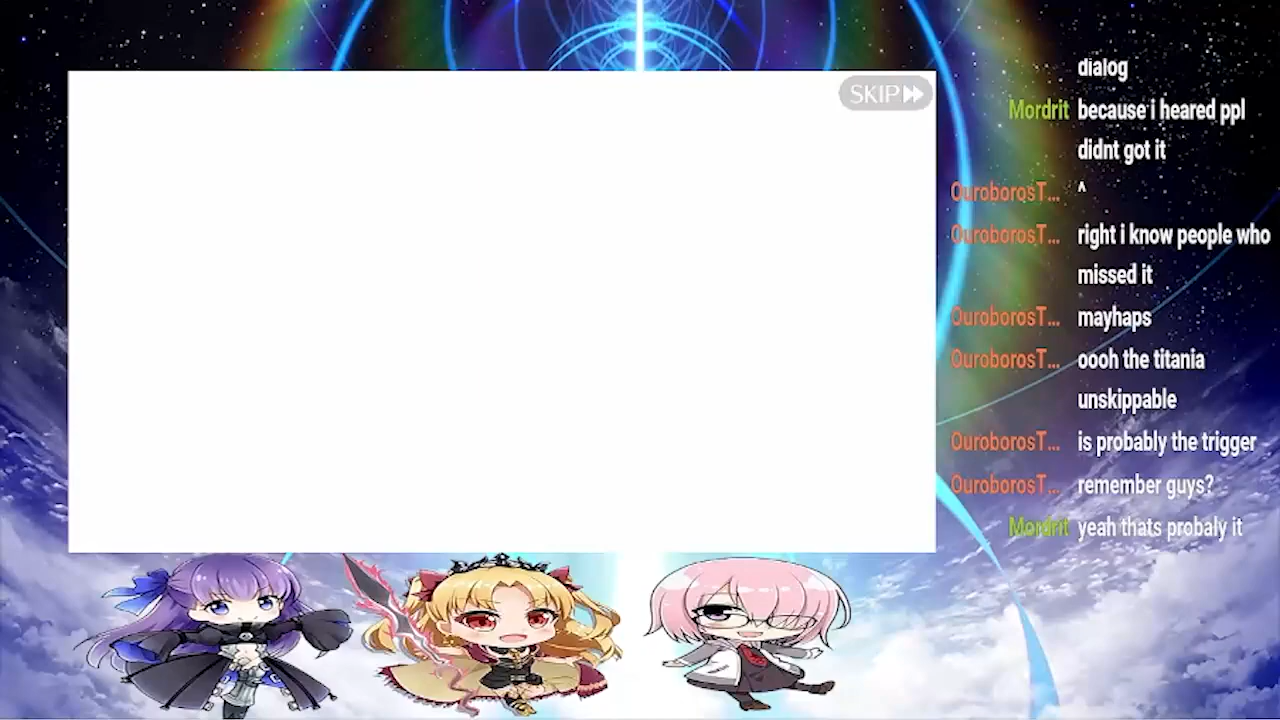 SKIP
dialog
Mordrit because i heared ppl
didnt got it
OuroborosT... ^
OuroborosT... right i know people who
missed it
OuroborosT... mayhaps
OuroborosT... oooh the titania
unskippable
OuroborosT... is probably the trigger
OuroborosT... remember guys?
Mordrit yeah thats probaly it